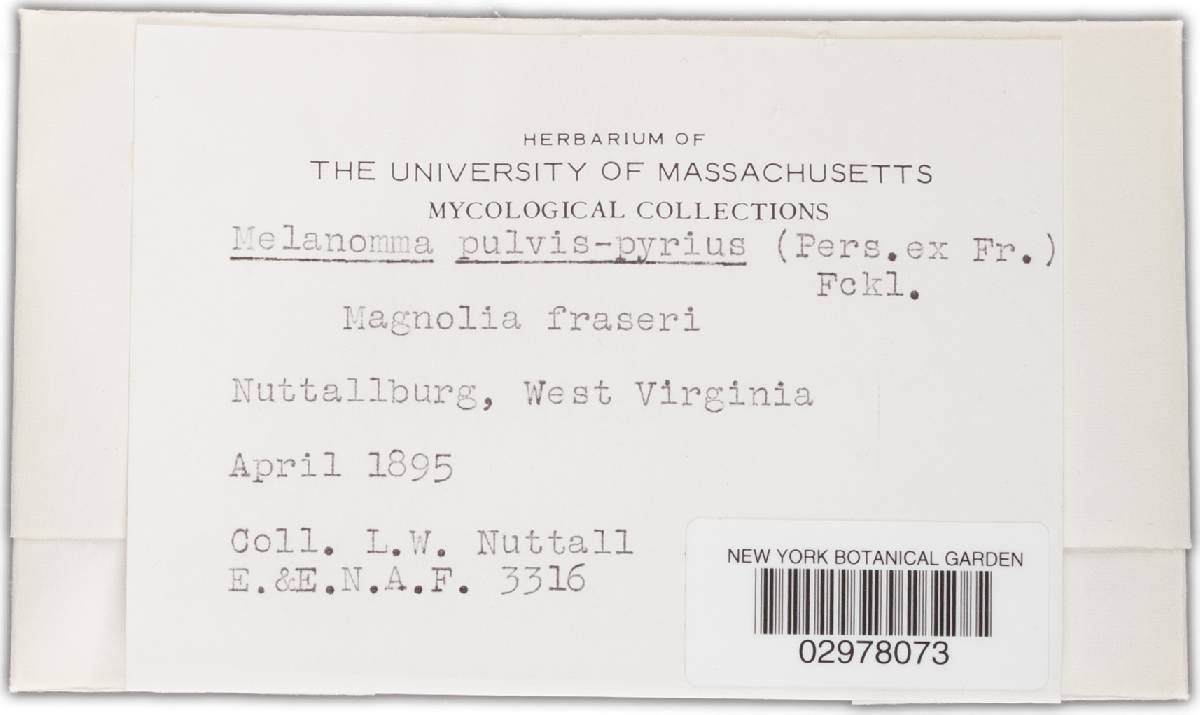 HERBARIUM OF
THE UNIVERSITY OF MASSACHUSETTS
MYCOLOGICAL COLLECTIONS
Melanomma pulvis-pyrius (Pers.ex Fr.)
Fckl.
Magnolia fraseri
Nuttallburg, West Virginia
April 1895
Coll. L.W. Nuttall
E.&E.N.A.F. 3316
NEW YORK BOTANICAL GARDEN
02978073